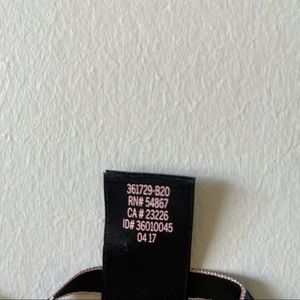 361729-B20
RN# 54867
CA # 23226
ID# 36010045
04 17